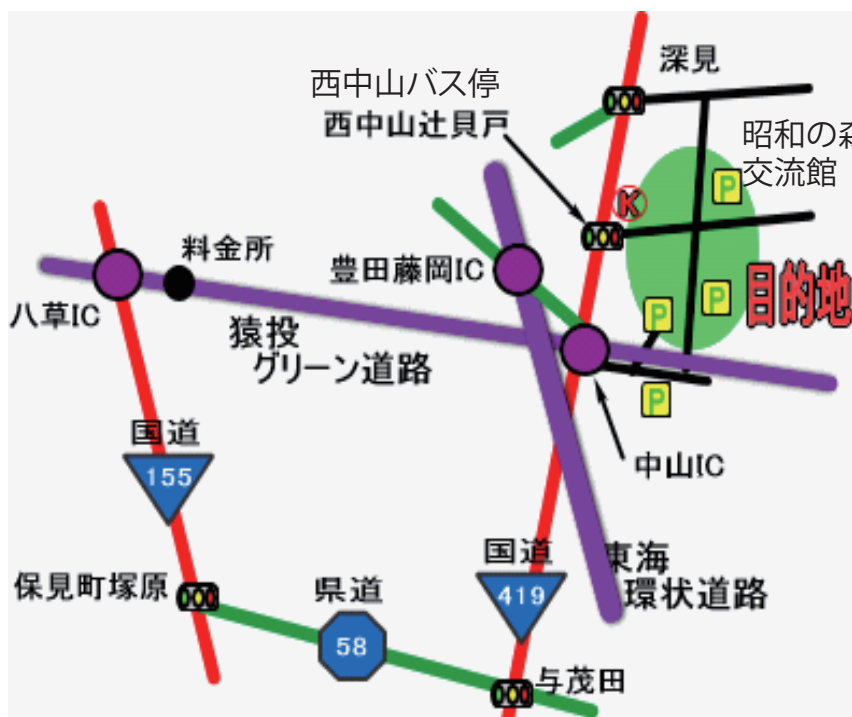 深見
西中山バス停
西中山辻貝戸
昭和の森
交流館
P
K
料金所
豊田藤岡IC
八草IC
P
P
目的地
猿投
グリーン道路
P
国道
155
中山IC
国道
419
東海
環状道路
保見町塚原
県道
58
与茂田